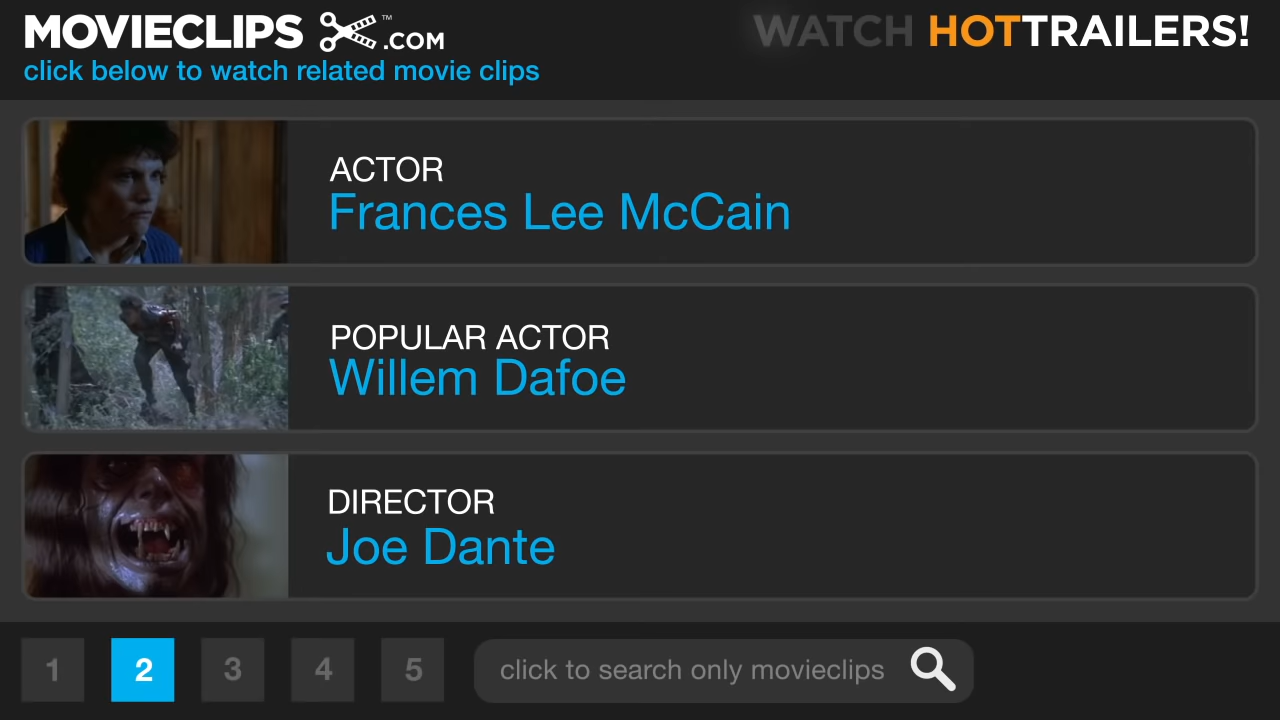 MOVIECLIPS ™ .COM
WATCH HOTTRAILERS!
click below to watch related movie clips
ACTOR
Frances Lee McCain
POPULAR ACTOR
Willem Dafoe
DIRECTOR
Joe Dante
1 2 3 4 5 click to search only movieclips